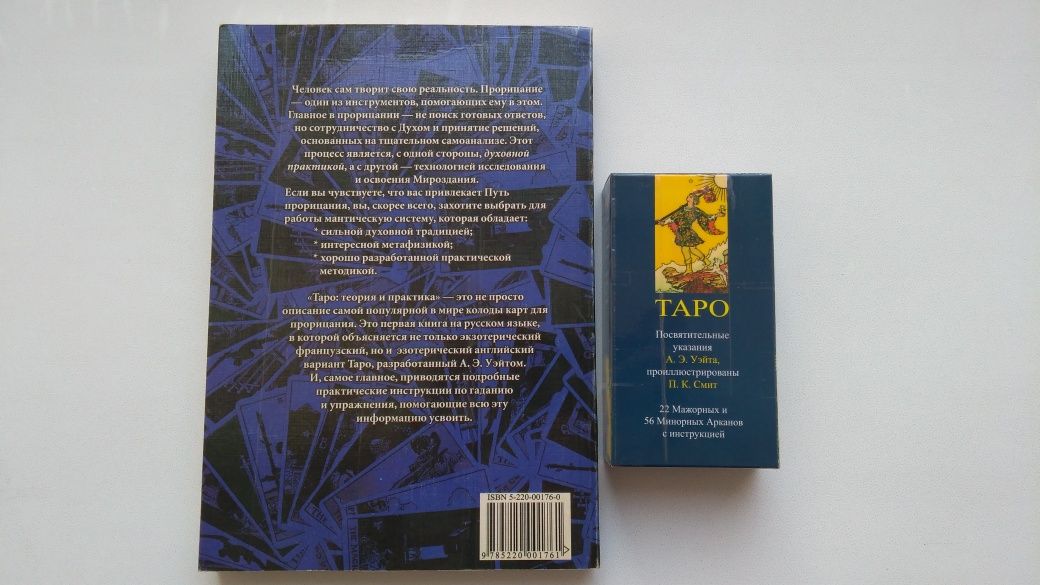 Человек сам творит свою реальность. Прорицание
— один из инструментов, помогающих ему в этом.
Главное в прорицании — не поиск готовых ответов,
но сотрудничество с Духом и принятие решений,
основанных на тщательном самоанализе. Этот
процесс является, с одной стороны, духовной
практикой, а с другой — технологией исследования
и освоения Мироздания.
Если вы чувствуете, что вас привлекает Путь
прорицания, вы, скорее всего, захотите выбрать для
работы мантическую систему, которая обладает:
* сильной духовной традицией;
* интересной метафизикой;
* хорошо разработанной практической
методикой.
«Таро: теория и практика» — это не просто
описание самой популярной в мире колоды карт для
прорицания. Это первая книга на русском языке,
в которой объясняется не только экзотерический
французский, но и эзотерический английский
вариант Таро, разработанный А. Э. Уэйтом.
И, самое главное, приводятся подробные
практические инструкции по гаданию
и упражнения, помогающие всю эту
информацию усвоить.
ISBN 5-220-00176-0
9 785220 001761 >
ТАРО
Посвятительные
указания
А. Э. Уэйта,
проиллюстрированы
П. К. Смит
22 Мажорных и
56 Минорных Арканов
с инструкцией